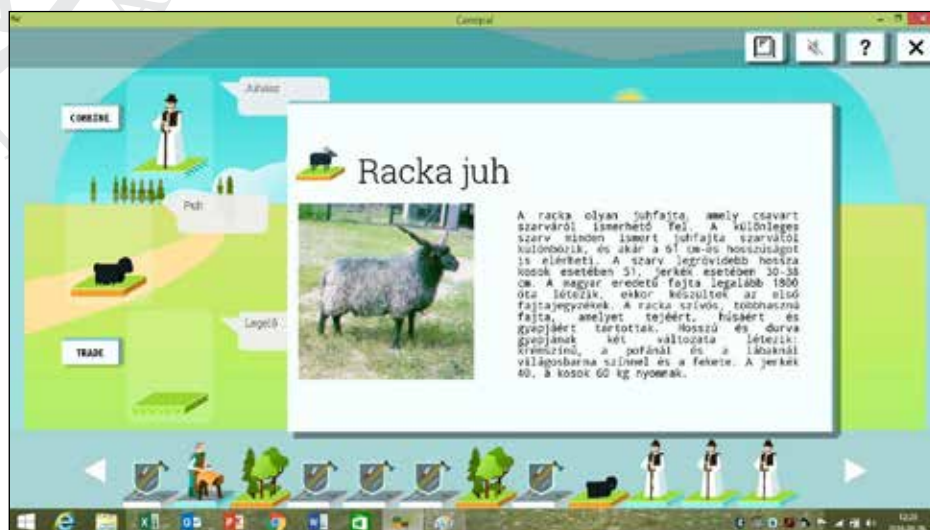 COMBINE
Juhász
Puli
Legelő
TRADE
?
Racka juh
A racka olyan juhfajta, amely csavart
szarváról ismerhető fel. A különleges
szarv minden ismert juhfajta szarvától
különbözik, és akár a 61 cm-es hosszúságot
is elérheti. A szarv legrövidebb hossza
kosok esetében 51, jerkék esetében 30-38
cm. A magyar eredetű fajta legalább 1800
óta létezik, ekkor készültek az első
fajtajegyzékek. A racka szívós, többhasznú
fajta, amelyet tejéért, húsáért és
gyapjáért tartottak. Hosszú és durva
gyapjának két változata létezik:
krémszínű, a pofánál és a lábaknál
világosbarna színnel és a fekete. A jerkék
40, a kosok 60 kg nyomnak.